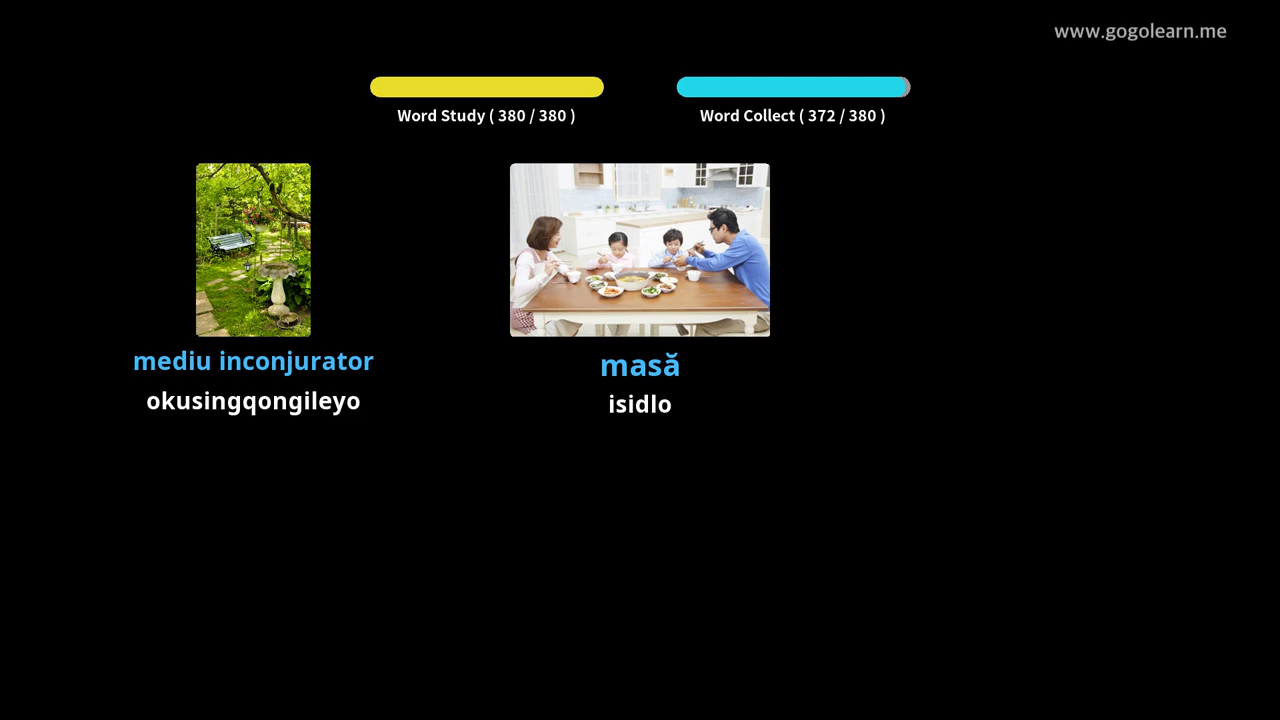 www.gogolearn.me
Word Study ( 380 / 380 )
Word Collect ( 372 / 380 )
mediu inconjurator
okusingqongileyo
masă
isidlo